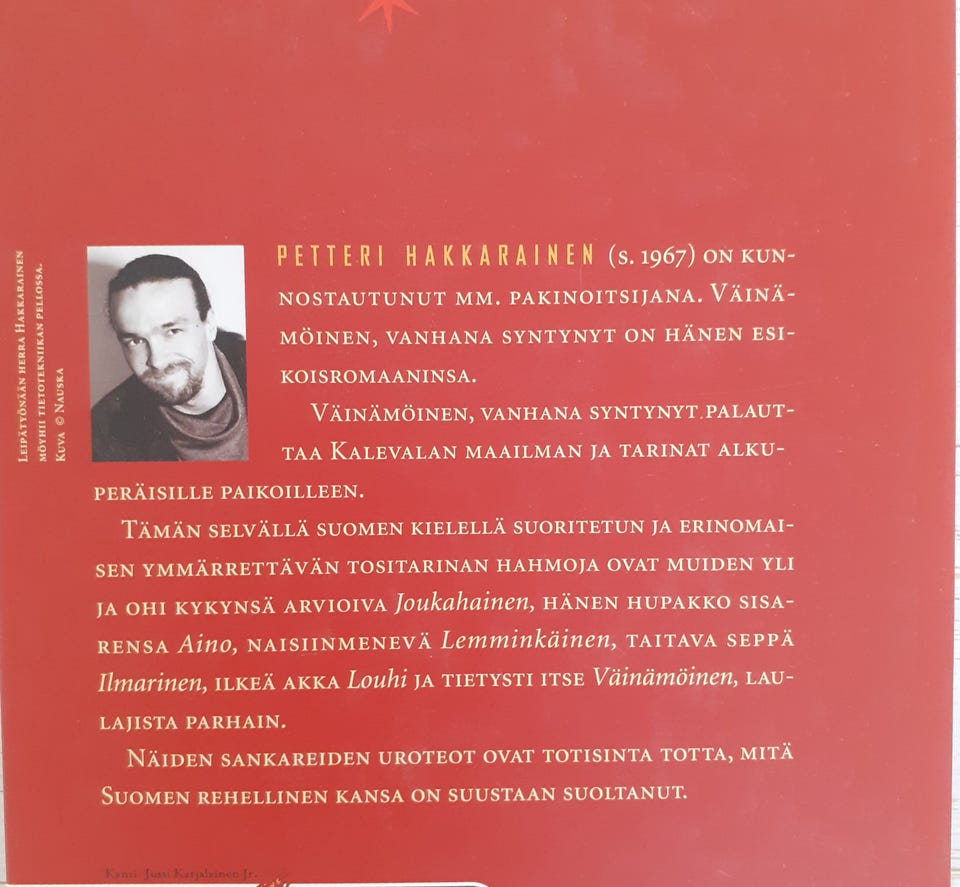 Leipätyönään herra Hakkarainen
möyhii tietotekniikan pellossa.
Kuva © Nauska
PETTERI HAKKARAINEN (s. 1967) on kun-
nostautunut mm. pakinoitsijana. Väinä-
möinen, vanhana syntynyt on hänen esi-
koisromaaninsa.
Väinämöinen, vanhana syntynyt palaut-
taa Kalevalan maailman ja tarinat alku-
peräisille paikoilleen.
Tämän selvällä suomen kielellä suoritetun ja erinomai-
sen ymmärrettävän tositarinan hahmoja ovat muiden yli
ja ohi kykynsä arvioiva Joukahainen, hänen hupakko sisa-
rensa Aino, naisiinmenevä Lemminkäinen, taitava seppä
Ilmarinen, ilkeä akka Louhi ja tietysti itse Väinämöinen, lau-
lajista parhain.
Näiden sankareiden uroteot ovat totisinta totta, mitä
Suomen rehellinen kansa on suustaan suoltanut.
Kansi Jussi Karjalainen Jr.